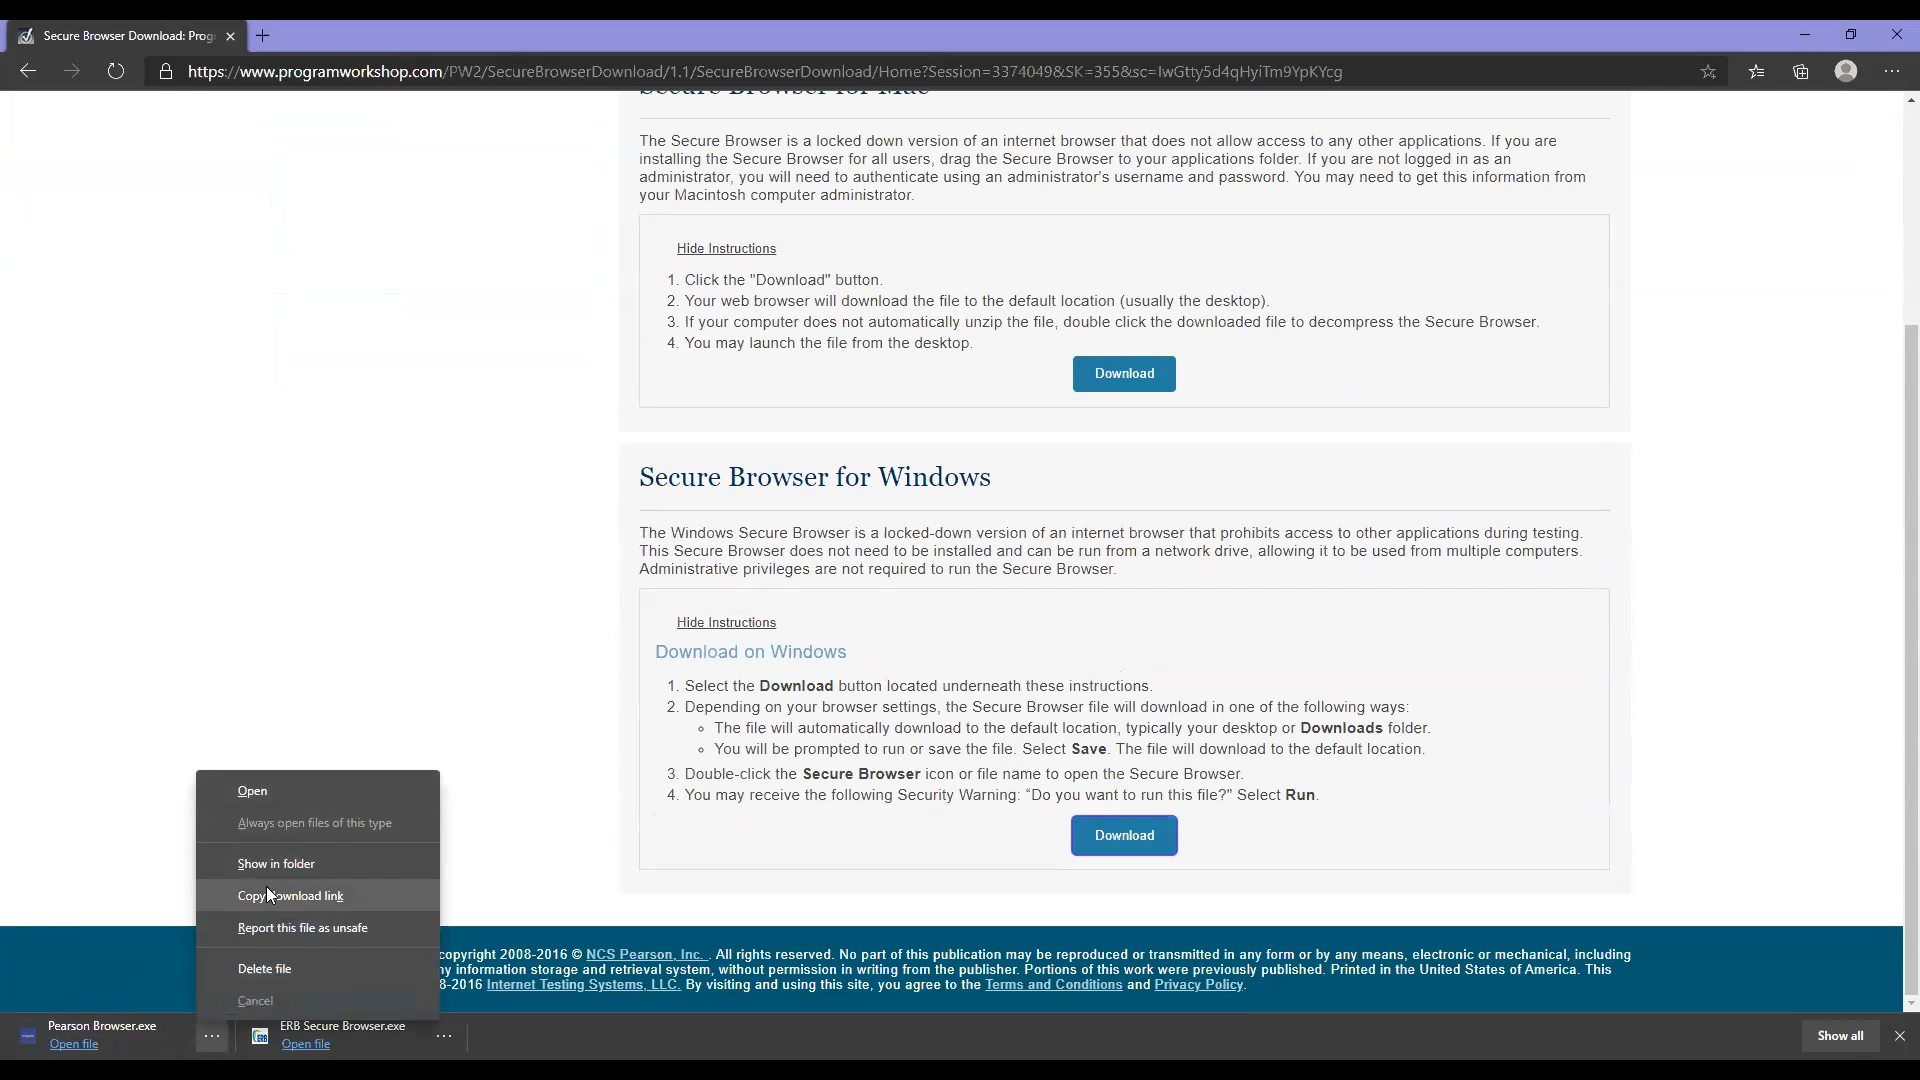 Secure Browser Download: Prog
https://www.programworkshop.com/PW2/SecureBrowserDownload/1.1/SecureBrowserDownload/Home?Session=3374049&SK=355&sc=IwGtty5d4qHyiTm9YpKYcg
Secure Browser for Mac
The Secure Browser is a locked down version of an internet browser that does not allow access to any other applications. If you are
installing the Secure Browser for all users, drag the Secure Browser to your applications folder. If you are not logged in as an
administrator, you will need to authenticate using an administrator's username and password. You may need to get this information from
your Macintosh computer administrator.
Hide Instructions
1. Click the "Download" button.
2. Your web browser will download the file to the default location (usually the desktop).
3. If your computer does not automatically unzip the file, double click the downloaded file to decompress the Secure Browser.
4. You may launch the file from the desktop.
Download
Secure Browser for Windows
The Windows Secure Browser is a locked-down version of an internet browser that prohibits access to other applications during testing.
This Secure Browser does not need to be installed and can be run from a network drive, allowing it to be used from multiple computers.
Administrative privileges are not required to run the Secure Browser.
Hide Instructions
Download on Windows
1. Select the Download button located underneath these instructions.
2. Depending on your browser settings, the Secure Browser file will download in one of the following ways:
◦ The file will automatically download to the default location, typically your desktop or Downloads folder.
◦ You will be prompted to run or save the file. Select Save. The file will download to the default location.
3. Double-click the Secure Browser icon or file name to open the Secure Browser.
4. You may receive the following Security Warning: “Do you want to run this file?" Select Run.
Download
Open
Always open files of this type
Show in folder
Copy download link
Report this file as unsafe
Delete file
Cancel
copyright 2008-2016 © NCS Pearson, Inc. . All rights reserved. No part of this publication may be reproduced or transmitted in any form or by any means, electronic or mechanical, including
ny information storage and retrieval system, without permission in writing from the publisher. Portions of this work were previously published. Printed in the United States of America. This
8-2016 Internet Testing Systems, LLC. By visiting and using this site, you agree to the Terms and Conditions and Privacy Policy.
Pearson Browser.exe
Open file
ERB
ERB Secure Browser.exe
Open file
Show all